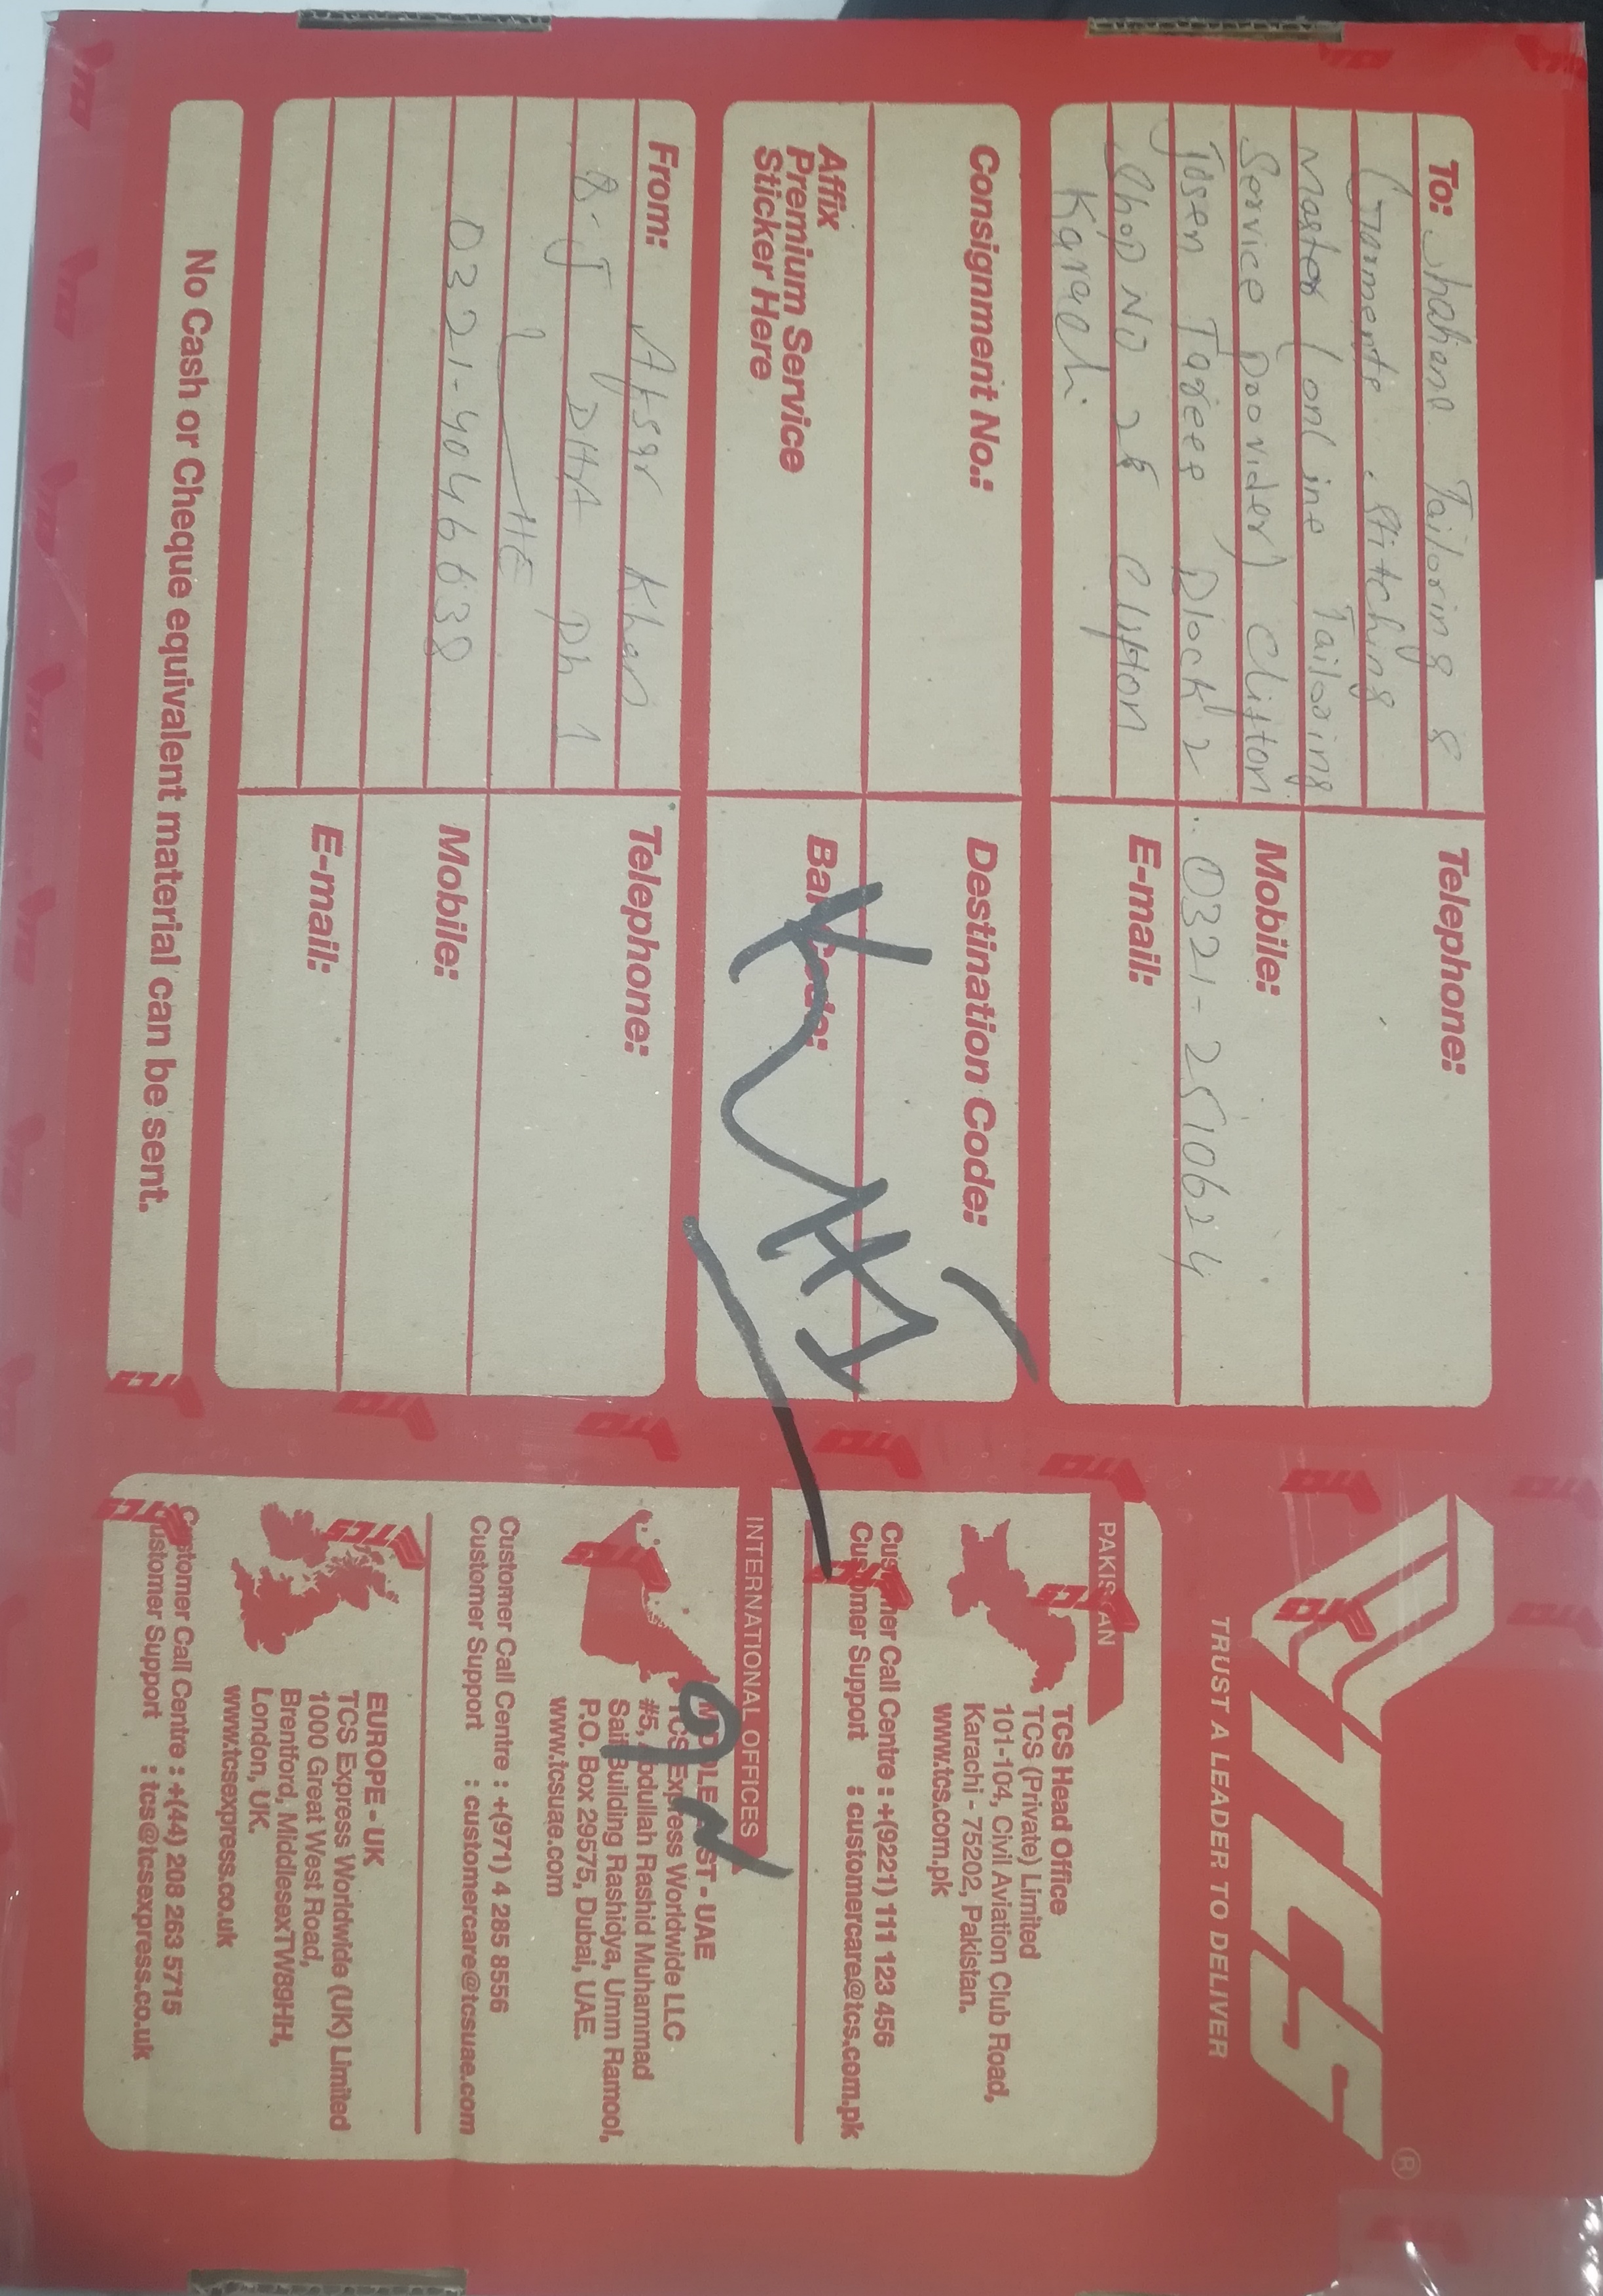 To: Shahana Tailoring &
Garments, Stitching
Master (online Tailoring
Service Provider) Clifton
Block 2
Shop No 28 Clifton
Karachi
Telephone:
Mobile:
0321-2510624
E-mail:
Consignment No.:
Destination Code:
Affix
Premium Service
Sticker Here
Bar Code:
KHI
From: Afsar Khan
DHA Ph 1
LHE
0321-4046638
Telephone:
Mobile:
E-mail:
No Cash or Cheque equivalent material can be sent.
TCS®
TRUST A LEADER TO DELIVER
PAKISTAN
TCS Head Office
TCS (Private) Limited
101-104, Civil Aviation Club Road,
Karachi - 75202, Pakistan.
www.tcs.com.pk
Customer Call Centre : +(9221) 111 123 456
Customer Support : customercare@tcs.com.pk
INTERNATIONAL OFFICES
MIDDLE EAST - UAE
TCS Express Worldwide LLC
#5, Abdullah Rashid Muhammad
Saif Building Rashidya, Umm Ramool,
P.O. Box 29575, Dubai, UAE.
www.tcsuae.com
Customer Call Centre : +(971) 4 285 8556
Customer Support : customercare@tcsuae.com
EUROPE - UK
TCS Express Worldwide (UK) Limited
1000 Great West Road,
Brentford, MiddlesexTW89HH,
London, UK.
www.tcsexpress.co.uk
Customer Call Centre : +(44) 208 263 5715
Customer Support : tcs@tcsexpress.co.uk